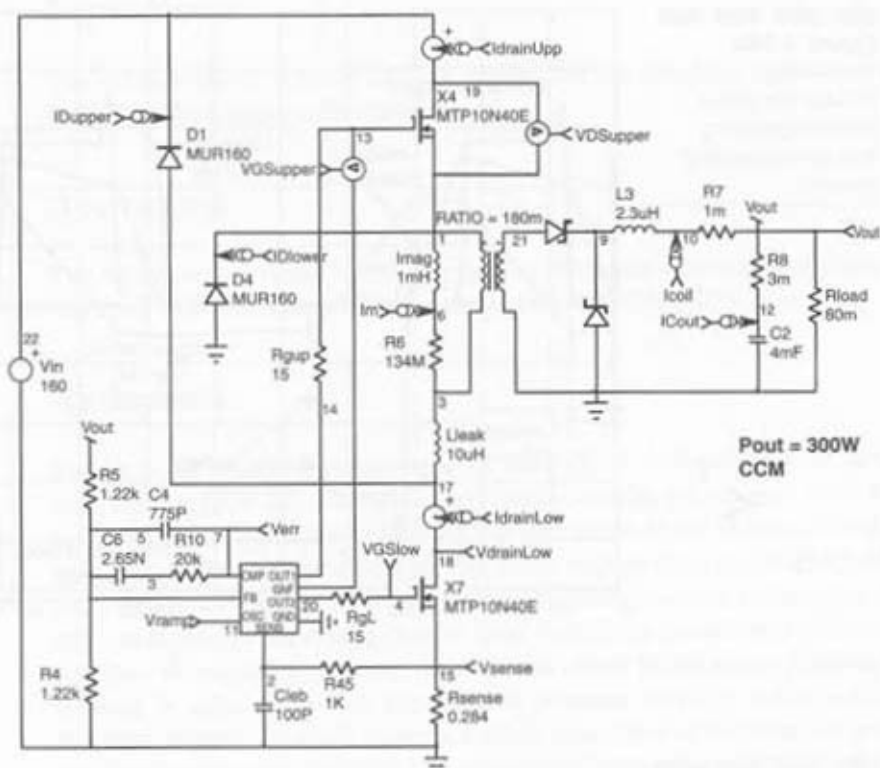 IdrainUpp
19
X4
MTP10N40E
IDupper
13
VDSupper
D1
MUR160
VGSupper
RATIO = 180m
1
21
9
L3
2.3uH
10
R7
1m
Vout
Vout
IDlower
Imag
1mH
D4
MUR160
Im
6
Icoil
R8
3m
ICout
12
C2
4mF
Rload
80m
22
Vin
160
Rgup
15
R6
134M
14
3
Vout
Lleak
10uH
Pout = 300W
CCM
R5
1.22k
C4
775P
17
5
7
Verr
IdrainLow
C6
2.65N
R10
20k
3
VGSlow
18
VdrainLow
CMP
OUT1
GND
FB
OUT2
20
OSC
GND
SENS
4
X7
MTP10N40E
Vramp
11
RgL
15
R4
1.22k
2
R45
1K
15
Vsense
Cleb
100P
Rsense
0.284